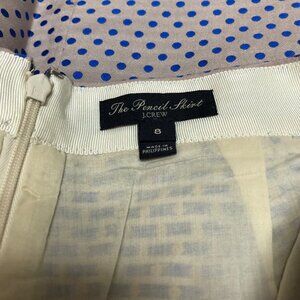 The Pencil Skirt
J.CREW
8
MADE IN
PHILIPPINES